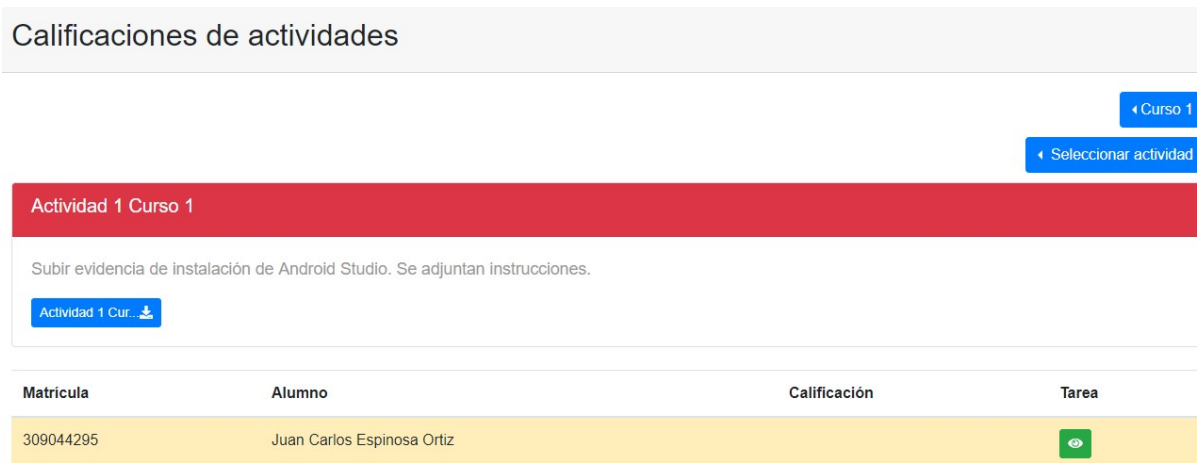 Calificaciones de actividades
Curso 1
Seleccionar actividad
Actividad 1 Curso 1
Subir evidencia de instalación de Android Studio. Se adjuntan instrucciones.
Actividad 1 Cur...
Matrícula Alumno Calificación Tarea
309044295 Juan Carlos Espinosa Ortiz